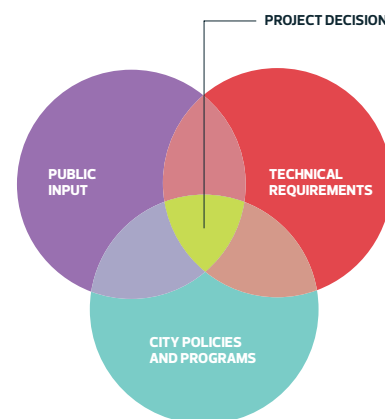 PROJECT DECISION
PUBLIC
INPUT
TECHNICAL
REQUIREMENTS
CITY POLICIES
AND PROGRAMS